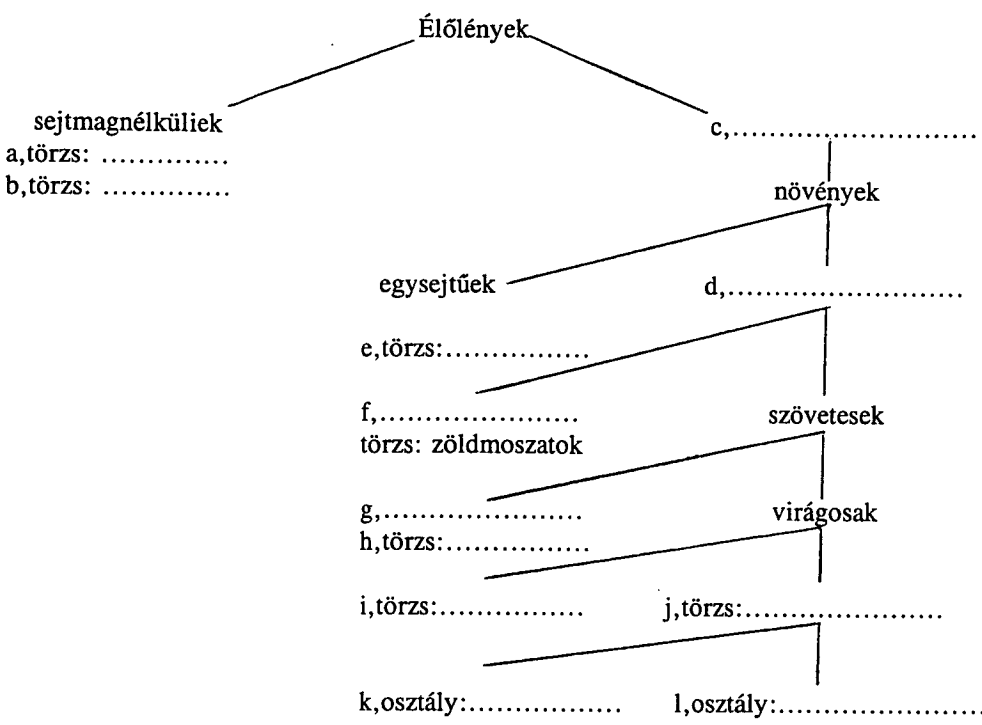 Élőlények
sejtmagnélküliek
a,törzs: ..............
b,törzs: ..............
c,..........................
növények
egysejtűek
d,.........................
e,törzs:................
f,.....................
törzs: zöldmoszatok
szövetesek
g,.....................
h,törzs:................
virágosak
i,törzs:................
j,törzs:......................
k,osztály:.................
l,osztály:.......................